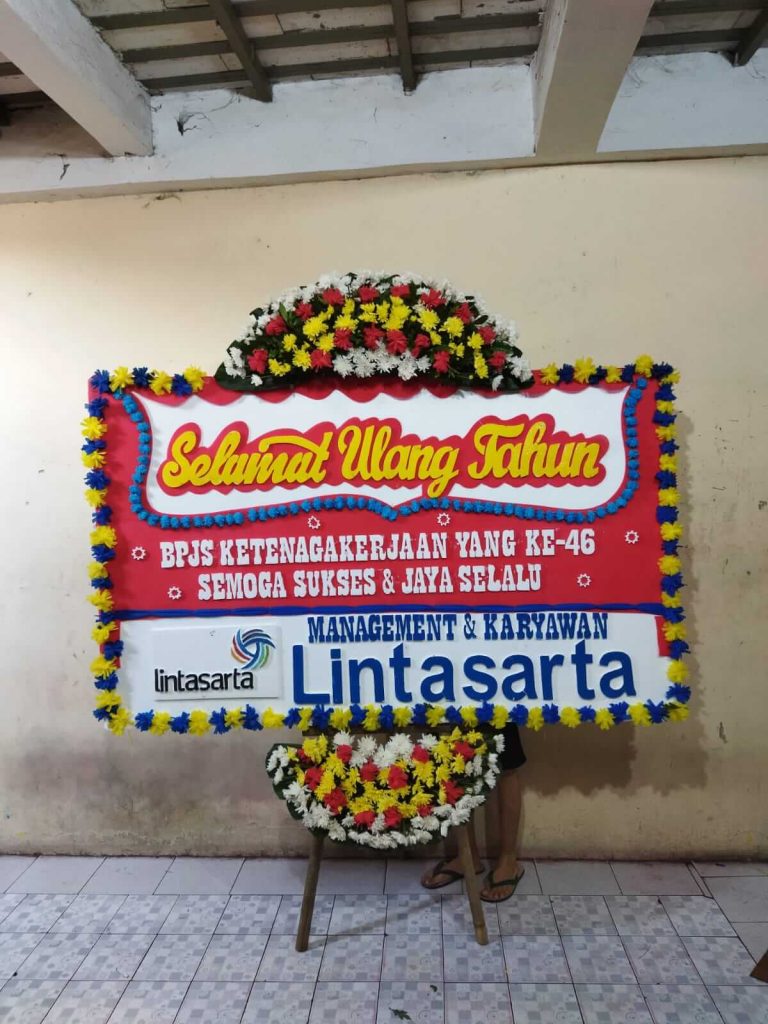 Selamat Ulang Tahun
BPJS KETENAGAKERJAAN YANG KE-46
SEMOGA SUKSES & JAYA SELALU
MANAGEMENT & KARYAWAN
lintasarta
Lintasarta